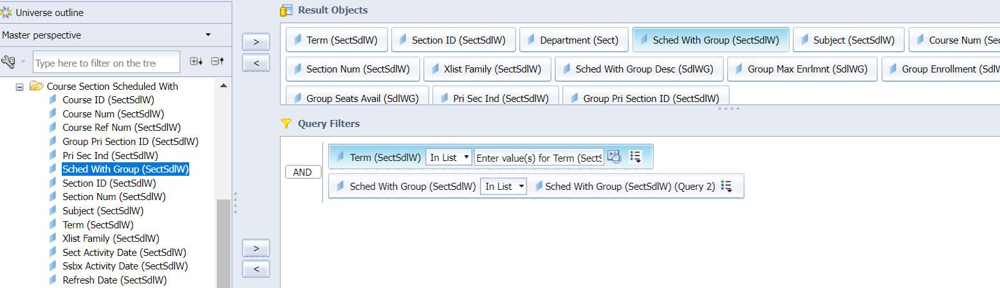 Universe outline
Master perspective
Type here to filter on the tre
Course Section Scheduled With
Course ID (SectSdlW)
Course Num (SectSdlW)
Course Ref Num (SectSdlW)
Group Pri Section ID (SectSdlW)
Pri Sec Ind (SectSdlW)
Sched With Group (SectSdlW)
Section ID (SectSdlW)
Section Num (SectSdlW)
Subject (SectSdlW)
Term (SectSdlW)
Xlist Family (SectSdlW)
Sect Activity Date (SectSdlW)
Ssbx Activity Date (SectSdlW)
Refresh Date (SectSdlW)
>
<
>
<
Result Objects
Term (SectSdlW) Section ID (SectSdlW) Department (Sect) Sched With Group (SectSdlW) Subject (SectSdlW) Course Num (Sec
Section Num (SectSdlW) Xlist Family (SectSdlW) Sched With Group Desc (SdlWG) Group Max Enrlmnt (SdlWG) Group Enrollment (SdlW
Group Seats Avail (SdlWG) Pri Sec Ind (SectSdlW) Group Pri Section ID (SectSdlW)
Query Filters
AND
Term (SectSdlW) In List Enter value(s) for Term (SectS
Sched With Group (SectSdlW) In List Sched With Group (SectSdlW) (Query 2)